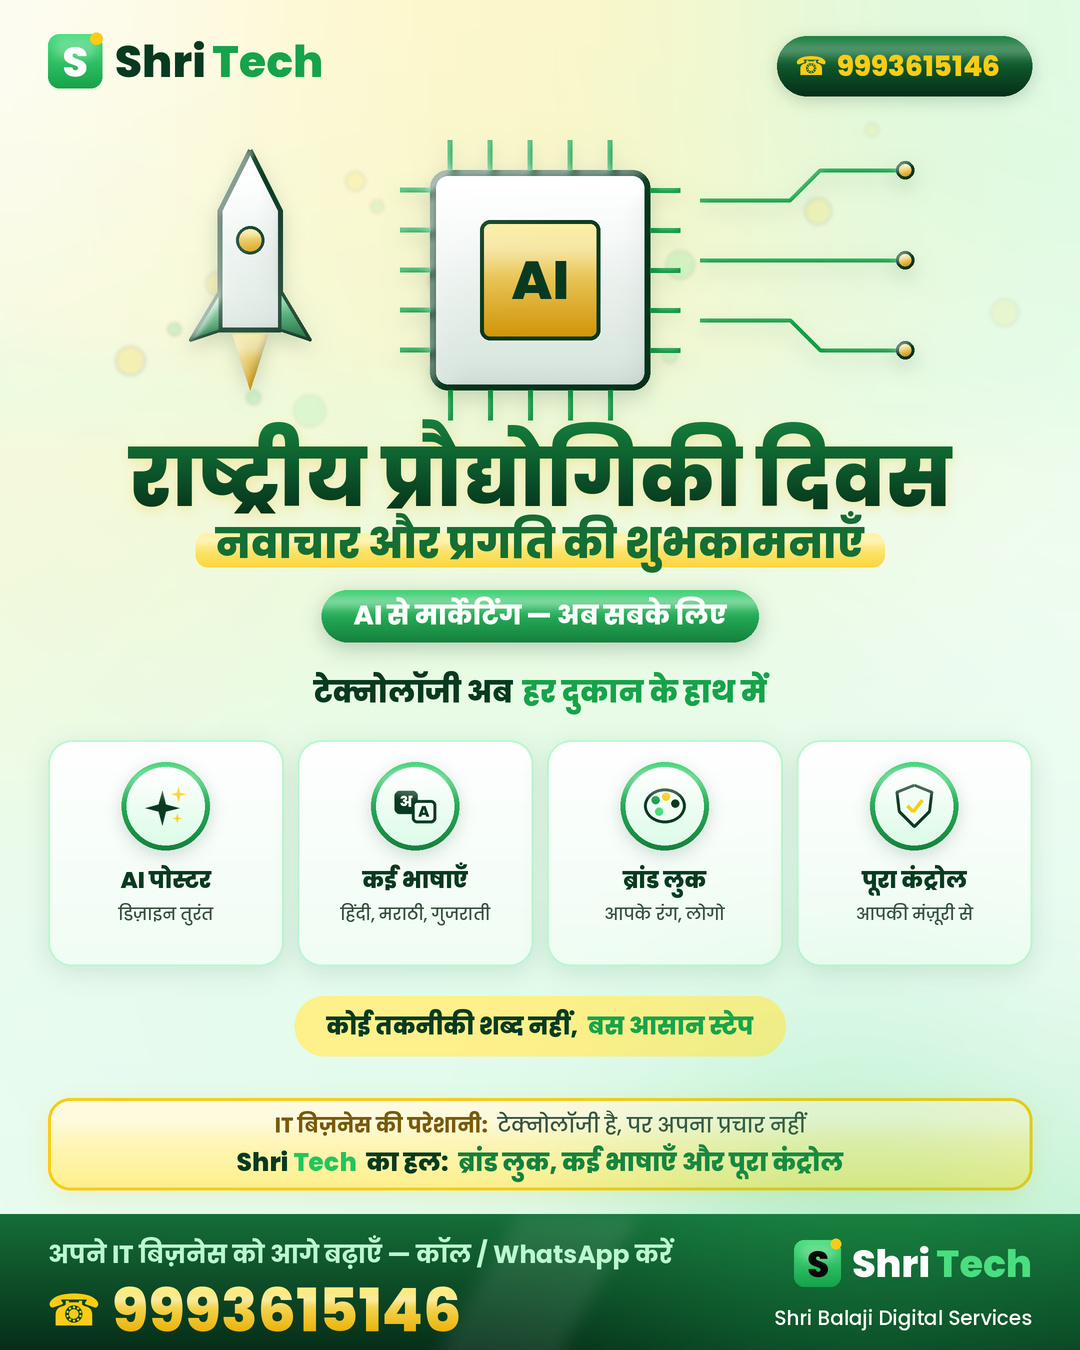 S Shri Tech
☎ 9993615146
AI
राष्ट्रीय प्रौद्योगिकी दिवस
नवाचार और प्रगति की शुभकामनाएँ
AI से मार्केटिंग — अब सबके लिए
टेक्नोलॉजी अब हर दुकान के हाथ में
अ A
AI पोस्टर
डिज़ाइन तुरंत
कई भाषाएँ
हिंदी, मराठी, गुजराती
ब्रांड लुक
आपके रंग, लोगो
पूरा कंट्रोल
आपकी मंज़ूरी से
कोई तकनीकी शब्द नहीं, बस आसान स्टेप
IT बिज़नेस की परेशानी: टेक्नोलॉजी है, पर अपना प्रचार नहीं
Shri Tech का हल: ब्रांड लुक, कई भाषाएँ और पूरा कंट्रोल
अपने IT बिज़नेस को आगे बढ़ाएँ — कॉल / WhatsApp करें
☎ 9993615146
S Shri Tech
Shri Balaji Digital Services